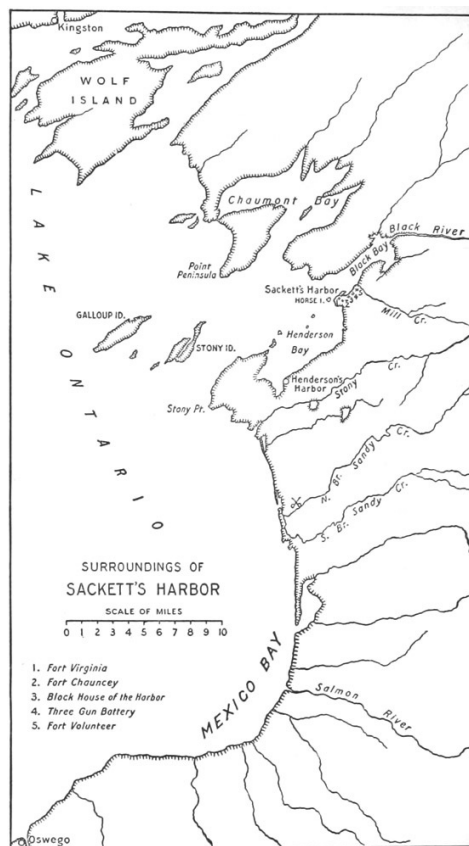 Kingston
WOLF
ISLAND
LAKE ONTARIO
Chaumont Bay
Black River
Black Bay
Point
Peninsula
Sackett's Harbor
HORSE I.
Mill Cr.
GALLOUP ID.
STONY ID.
Henderson
Bay
Henderson's
Harbor
Stony Cr.
Stony Pt.
N. Br. Sandy Cr.
S. Br. Sandy Cr.
SURROUNDINGS OF
SACKETT'S HARBOR
SCALE OF MILES
0 1 2 3 4 5 6 7 8 9 10
1. Fort Virginia
2. Fort Chauncey
3. Block House of the Harbor
4. Three Gun Battery
5. Fort Volunteer
MEXICO BAY
Salmon River
Oswego